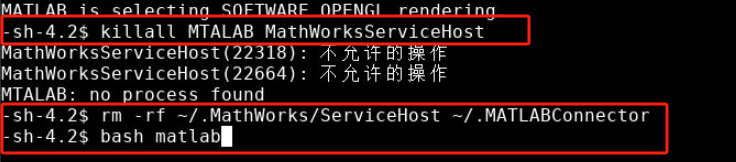 MATLAB is selecting SOFTWARE OPENGL rendering
-sh-4.2$ killall MTALAB MathWorksServiceHost
MathWorksServiceHost(22318): 不允许的操作
MathWorksServiceHost(22664): 不允许的操作
MTALAB: no process found
-sh-4.2$ rm -rf ~/.MathWorks/ServiceHost ~/.MATLABConnector
-sh-4.2$ bash matlab